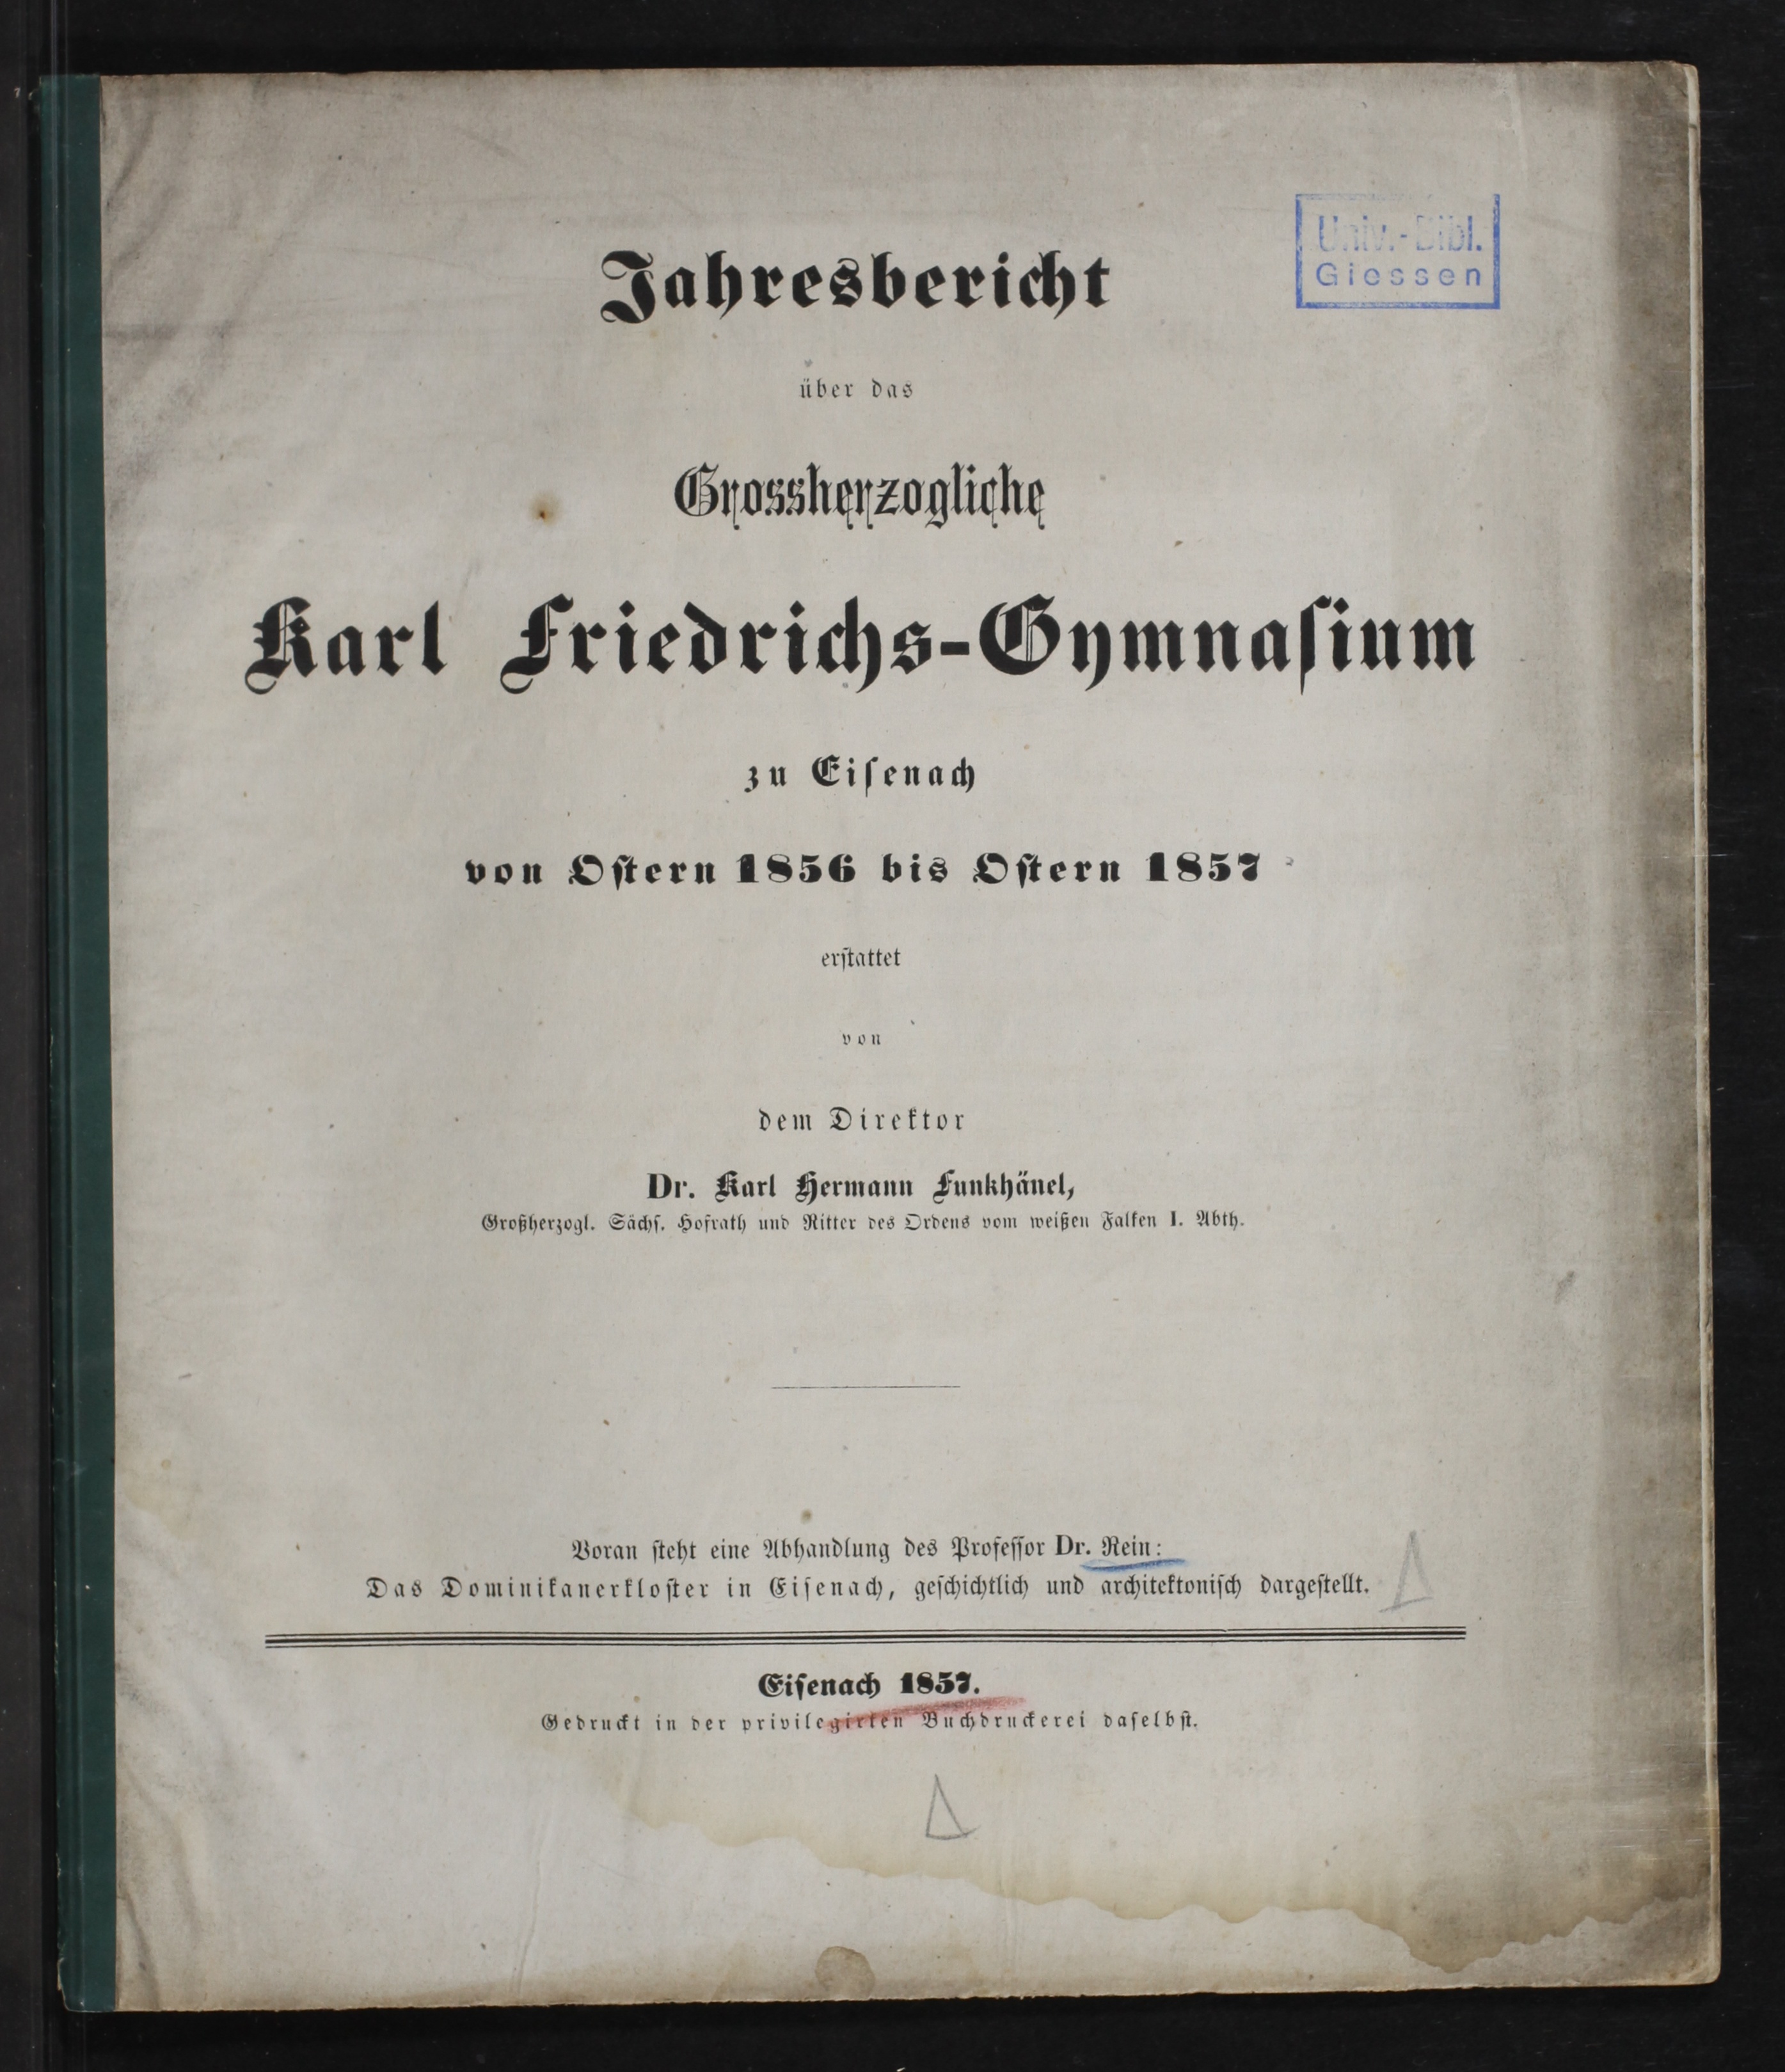 Univ.-Bibl.
Giessen
Jahresbericht
über das
Grossherzogliche
Karl Friedrichs-Gymnaſium
zu Eiſenach
von Oſtern 1856 bis Oſtern 1857
erſtattet
von
dem Direktor
Dr. Karl Hermann Funkhänel,
Großherzogl. Sächſ. Hofrath und Ritter des Ordens vom weißen Falken I. Abth.
Voran ſteht eine Abhandlung des Profeſſor Dr. Rein:
Das Dominikanerkloſter in Eiſenach, geſchichtlich und architektoniſch dargeſtellt.
Eiſenach 1857.
Gedruckt in der privilegirten Buchdruckerei daſelbſt.